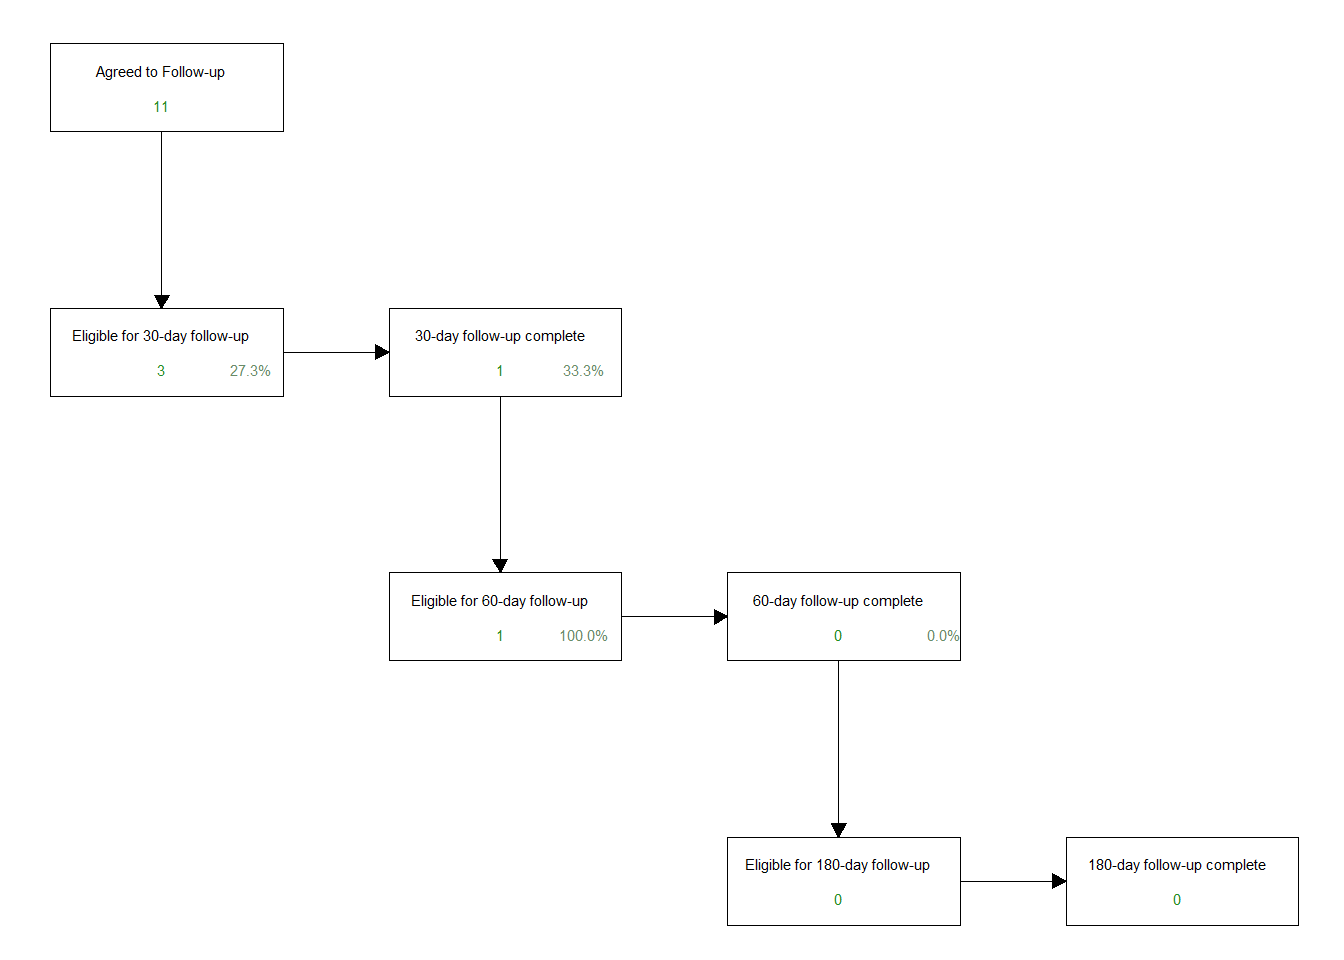 Agreed to Follow-up
11
Eligible for 30-day follow-up
3 27.3%
30-day follow-up complete
1 33.3%
Eligible for 60-day follow-up
1 100.0%
60-day follow-up complete
0 0.0%
Eligible for 180-day follow-up
0
180-day follow-up complete
0